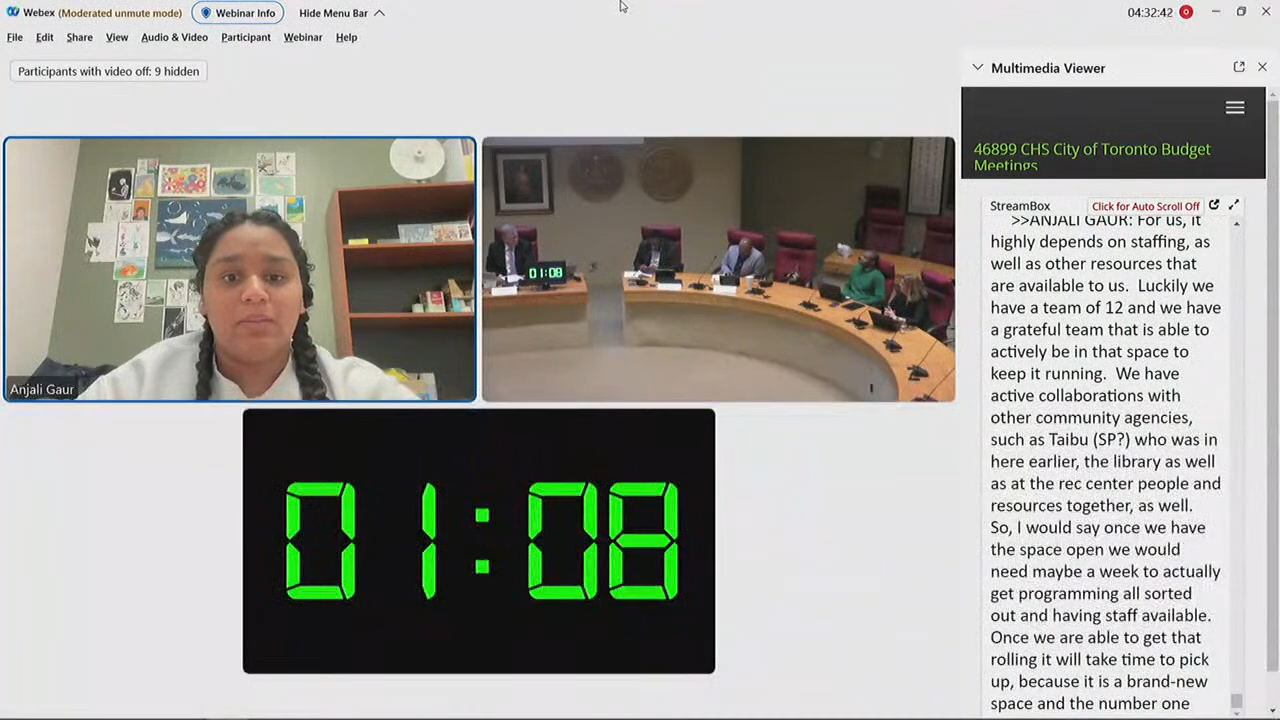 Webex (Moderated unmute mode) Webinar Info Hide Menu Bar 04:32:42
File Edit Share View Audio & Video Participant Webinar Help
Participants with video off: 9 hidden
Anjali Gaur
01:08
01:08
Multimedia Viewer
46899 CHS City of Toronto Budget
Meetings
StreamBox Click for Auto Scroll Off
>>ANJALI GAUR: For us, it
highly depends on staffing, as
well as other resources that
are available to us. Luckily we
have a team of 12 and we have
a grateful team that is able to
actively be in that space to
keep it running. We have
active collaborations with
other community agencies,
such as Taibu (SP?) who was in
here earlier, the library as well
as at the rec center people and
resources together, as well.
So, I would say once we have
the space open we would
need maybe a week to actually
get programming all sorted
out and having staff available.
Once we are able to get that
rolling it will take time to pick
up, because it is a brand-new
space and the number one